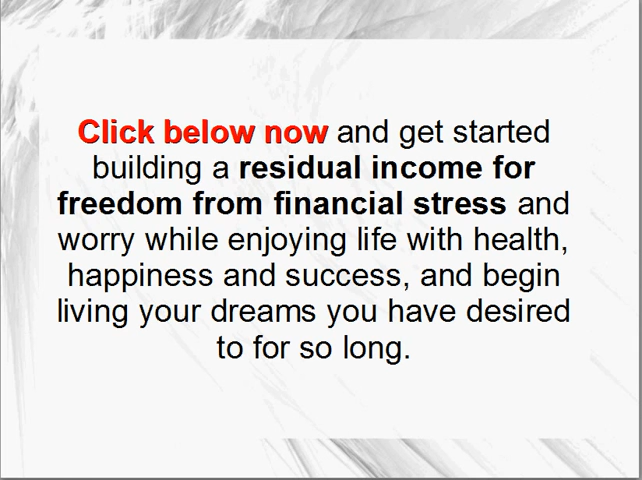 Click below now and get started
building a residual income for
freedom from financial stress and
worry while enjoying life with health,
happiness and success, and begin
living your dreams you have desired
to for so long.